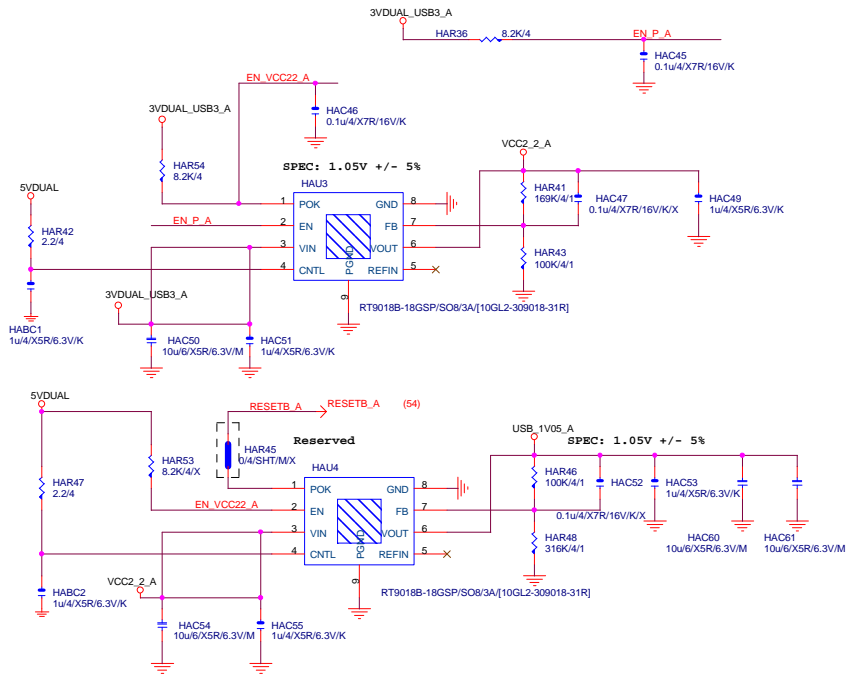 3VDUAL_USB3_A
HAR36 8.2K/4 EN_P_A
HAC45
0.1u/4/X7R/16V/K
EN_VCC22_A
3VDUAL_USB3_A
HAC46
0.1u/4/X7R/16V/K
HAR54
8.2K/4
SPEC: 1.05V +/- 5%
VCC2_2_A
5VDUAL
HAU3
HAR42
2.2/4
1 POK GND 8
2 EN FB 7
3 VIN VOUT 6
4 CNTL REFIN 5
PGND
9
EN_P_A
HAR41
169K/4/1
HAC47
0.1u/4/X7R/16V/K/X
HAC49
1u/4/X5R/6.3V/K
HAR43
100K/4/1
3VDUAL_USB3_A
RT9018B-18GSP/SO8/3A/[10GL2-309018-31R]
HABC1
1u/4/X5R/6.3V/K
HAC50
10u/6/X5R/6.3V/M
HAC51
1u/4/X5R/6.3V/K
5VDUAL
RESETB_A RESETB_A (54)
USB_1V05_A
Reserved
SPEC: 1.05V +/- 5%
HAR45
0/4/SHT/M/X
HAR53
8.2K/4/X
HAU4
HAR47
2.2/4
1 POK GND 8
2 EN FB 7
3 VIN VOUT 6
4 CNTL REFIN 5
PGND
9
EN_VCC22_A
HAR46
100K/4/1
HAC52
0.1u/4/X7R/16V/K/X
HAC53
1u/4/X5R/6.3V/K
HAR48
316K/4/1
HAC60
10u/6/X5R/6.3V/M
HAC61
10u/6/X5R/6.3V/M
VCC2_2_A
HABC2
1u/4/X5R/6.3V/K
RT9018B-18GSP/SO8/3A/[10GL2-309018-31R]
HAC54
10u/6/X5R/6.3V/M
HAC55
1u/4/X5R/6.3V/K